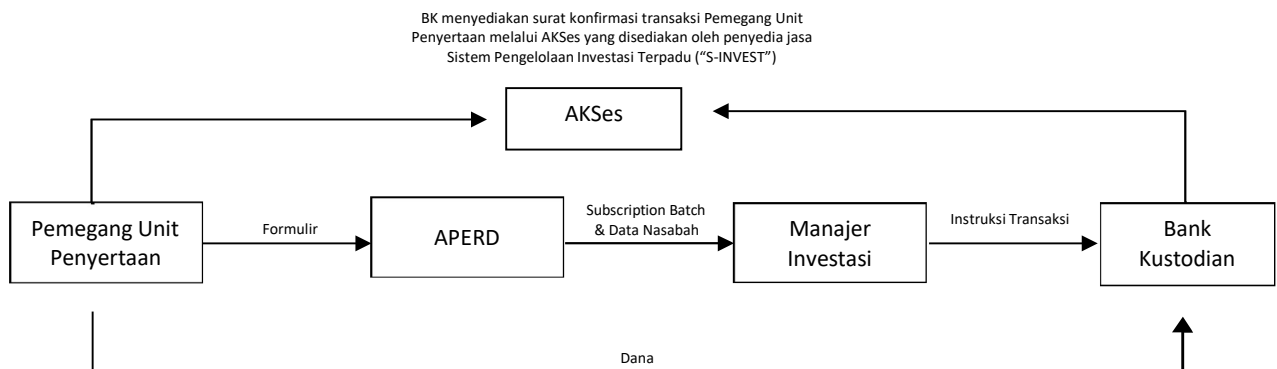 BK menyediakan surat konfirmasi transaksi Pemegang Unit
Penyertaan melalui AKSes yang disediakan oleh penyedia jasa
Sistem Pengelolaan Investasi Terpadu (“S-INVEST”)
AKSes
Pemegang Unit
Penyertaan
Formulir
APERD
Subscription Batch
& Data Nasabah
Manajer
Investasi
Instruksi Transaksi
Bank
Kustodian
Dana